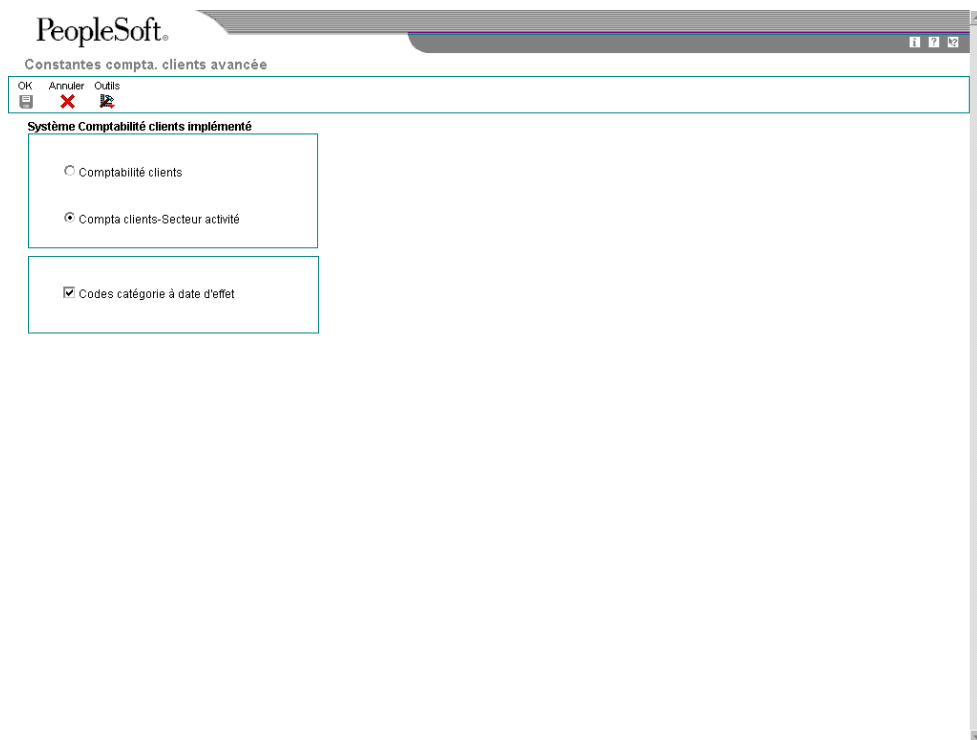 PeopleSoft®
Constantes compta. clients avancée
OK Annuler Outils
Système Comptabilité clients implémenté
Comptabilité clients
Compta clients-Secteur activité
Codes catégorie à date d'effet